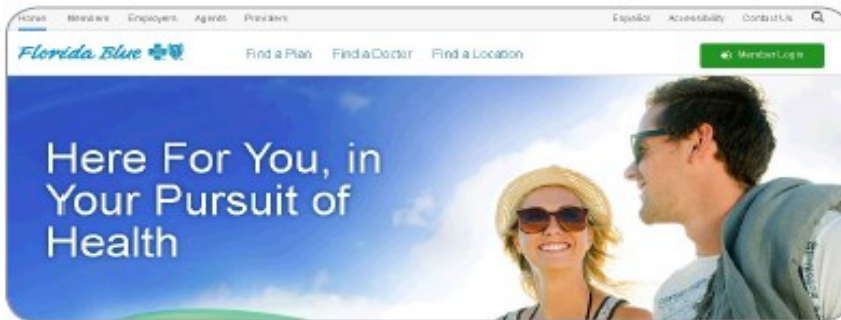 Home Members Employers Agents Providers Español Accessibility Contact Us
Florida Blue Find a Plan Find a Doctor Find a Location Member Login
Here For You, in
Your Pursuit of
Health